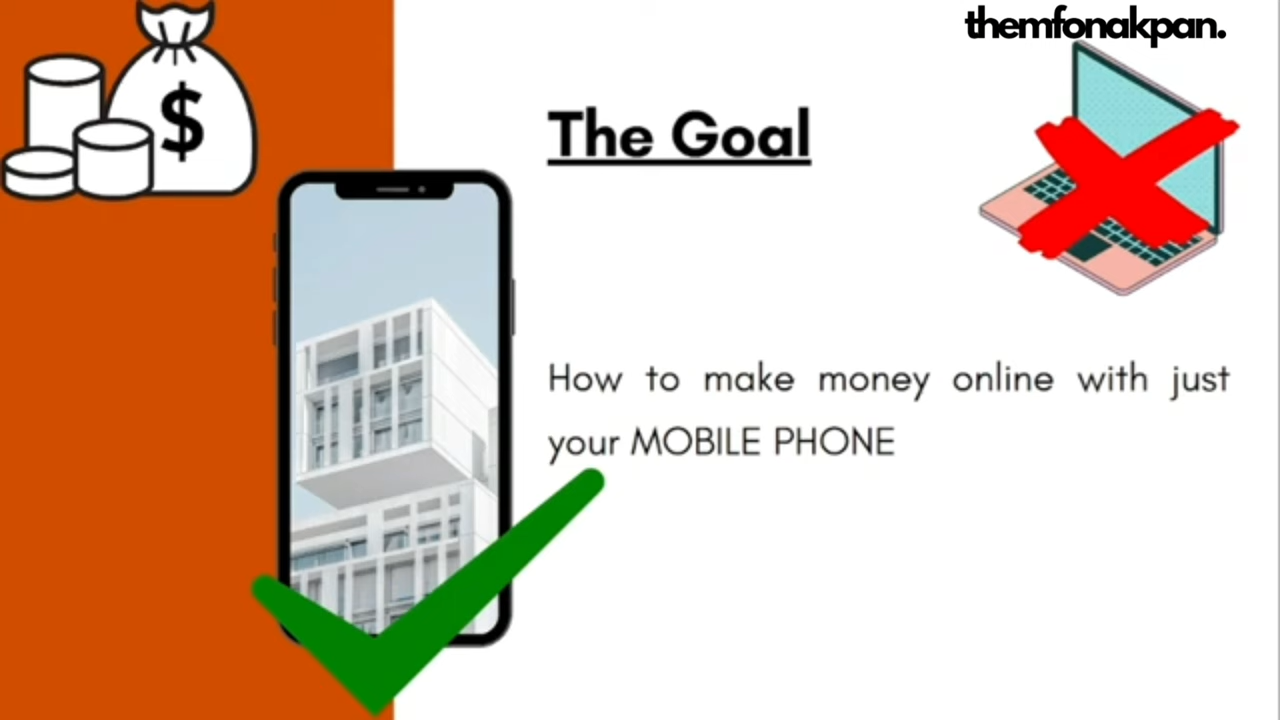 themfonakpan.
$
The Goal
How to make money online with just
your MOBILE PHONE